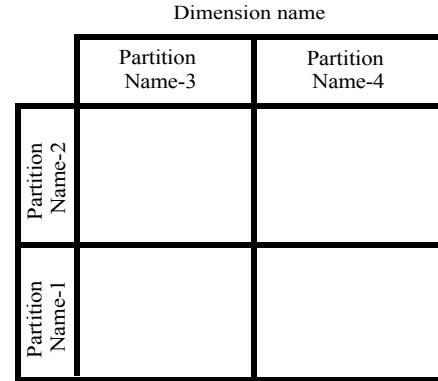 Dimension name
Partition
Name-3
Partition
Name-4
Partition
Name-2
Partition
Name-1